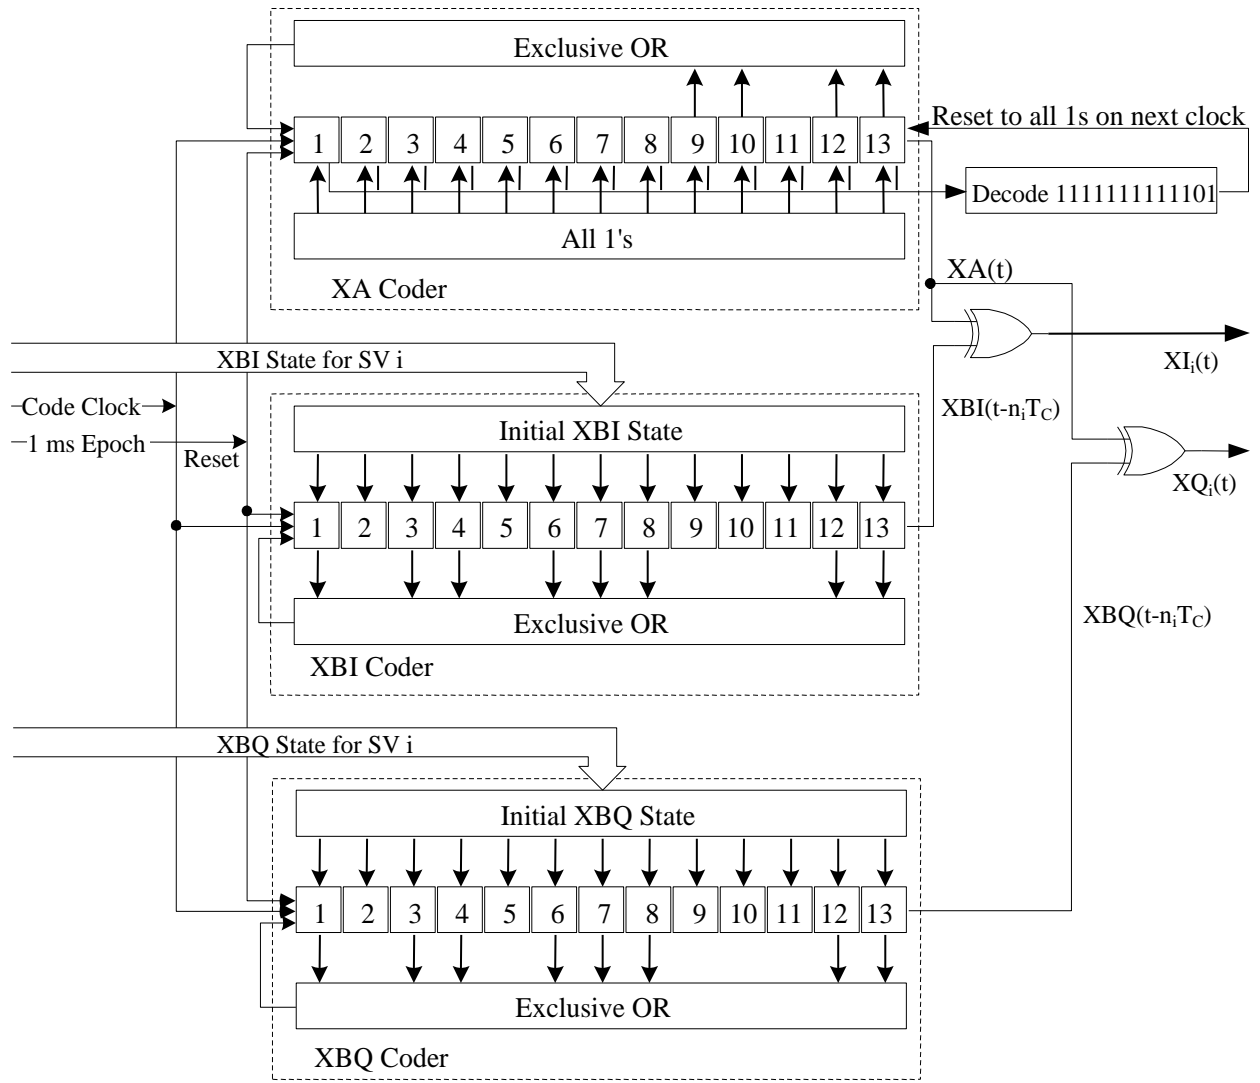 Exclusive OR
1 2 3 4 5 6 7 8 9 10 11 12 13
Reset to all 1s on next clock
Decode 1111111111101
All 1's
XA Coder
XA(t)
XBI State for SV i
XIi(t)
Code Clock
XBI(t-niTC)
Initial XBI State
1 ms Epoch
Reset
XQi(t)
1 2 3 4 5 6 7 8 9 10 11 12 13
Exclusive OR
XBQ(t-niTC)
XBI Coder
XBQ State for SV i
Initial XBQ State
1 2 3 4 5 6 7 8 9 10 11 12 13
Exclusive OR
XBQ Coder